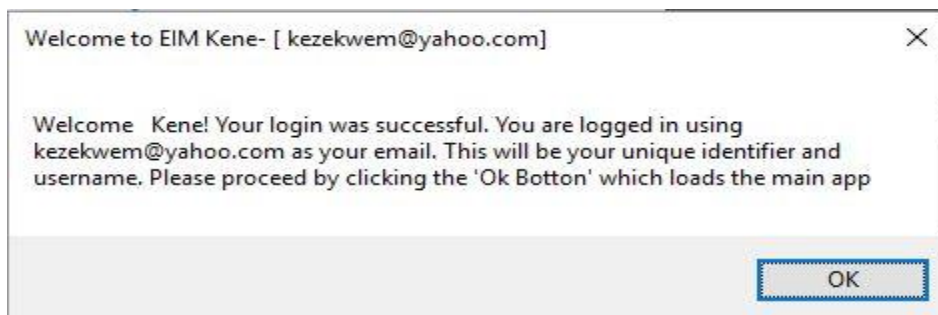 Welcome to EIM Kene- [ kezekwem@yahoo.com]
Welcome   Kene! Your login was successful. You are logged in using
kezekwem@yahoo.com as your email. This will be your unique identifier and
username. Please proceed by clicking the 'Ok Botton' which loads the main app
OK